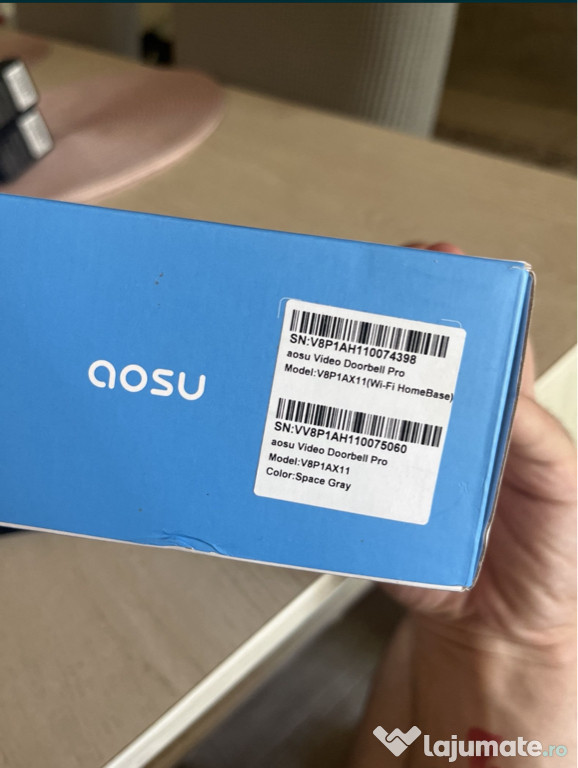 aosu
SN:V8P1AH110074398
aosu Video Doorbell Pro
Model:V8P1AX11(Wi-Fi HomeBase)
SN:VV8P1AH110075060
aosu Video Doorbell Pro
Model:V8P1AX11
Color:Space Gray
lajumate.ro